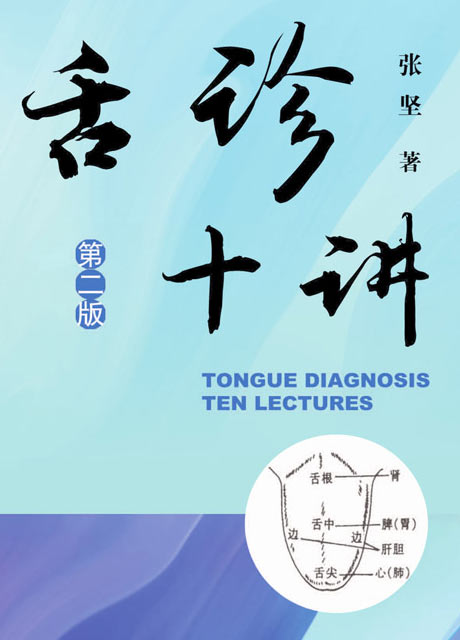 舌诊
十讲
张坚 著
第二版
TONGUE DIAGNOSIS
TEN LECTURES
舌根 肾
舌中 脾(胃)
边 边 肝胆
舌尖 心(肺)